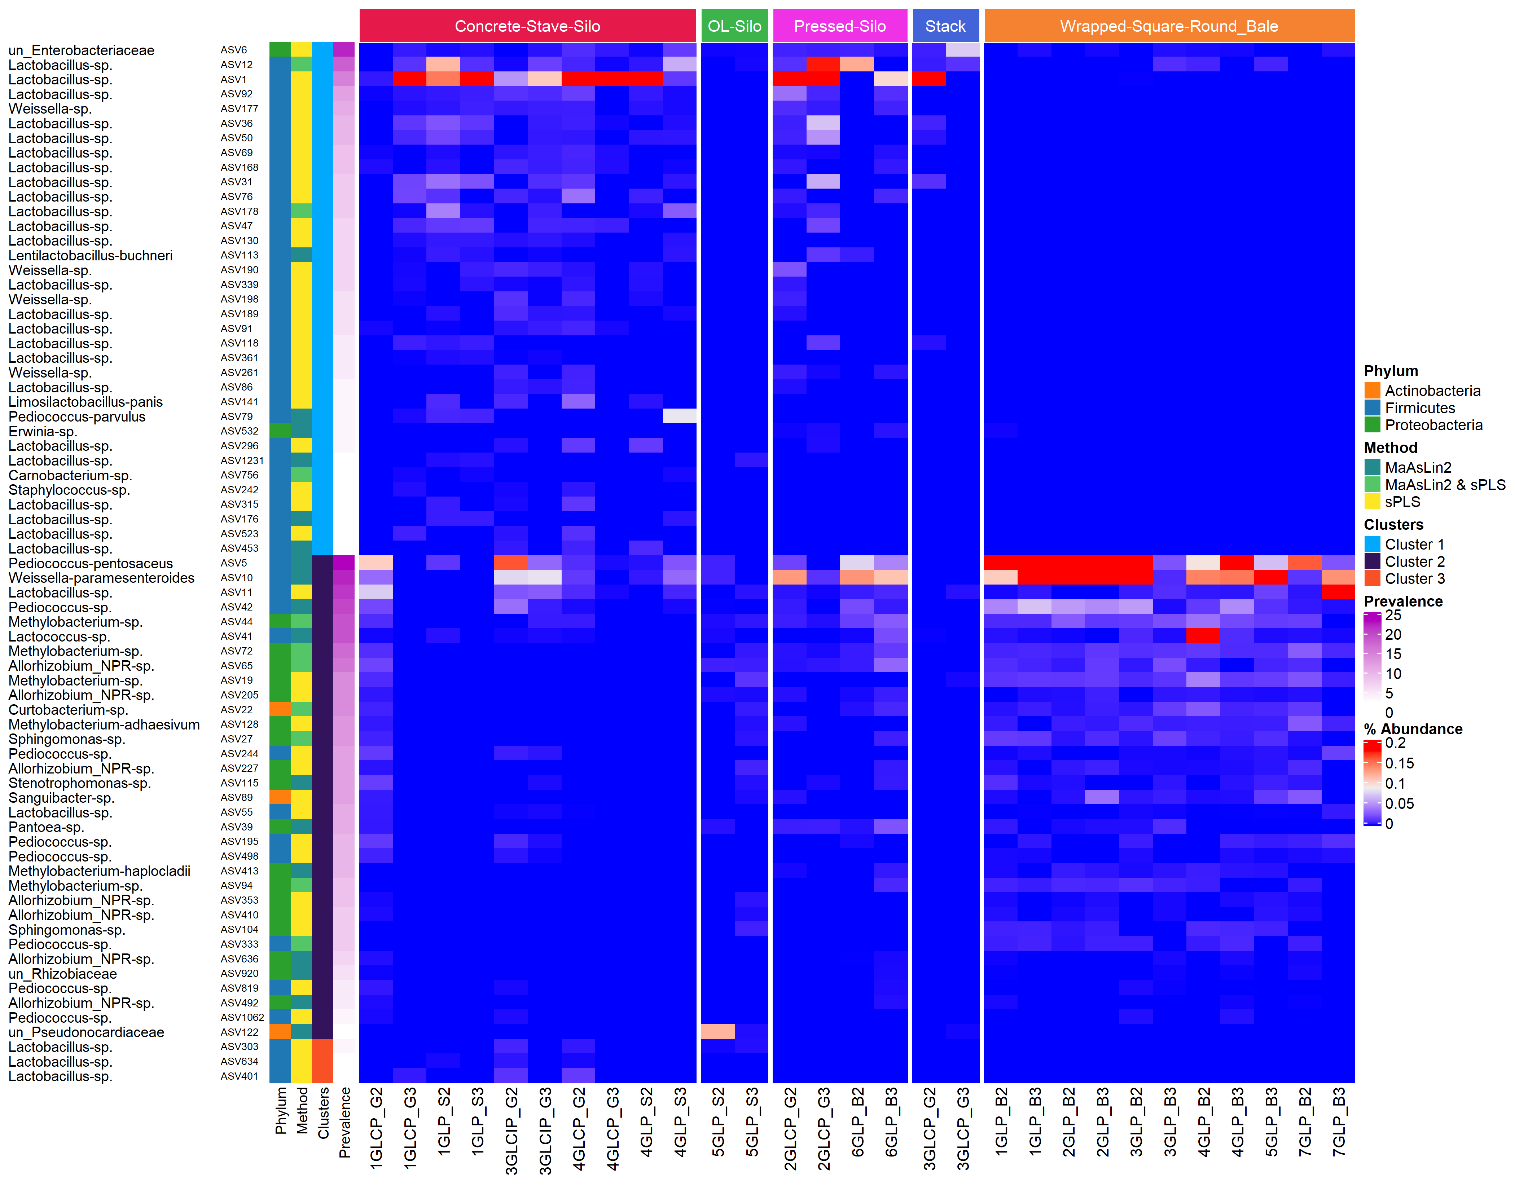 Concrete-Stave-Silo OL-Silo Pressed-Silo Stack Wrapped-Square-Round_Bale
un_Enterobacteriaceae ASV6
Lactobacillus-sp. ASV12
Lactobacillus-sp. ASV1
Lactobacillus-sp. ASV92
Weissella-sp. ASV177
Lactobacillus-sp. ASV36
Lactobacillus-sp. ASV50
Lactobacillus-sp. ASV69
Lactobacillus-sp. ASV168
Lactobacillus-sp. ASV31
Lactobacillus-sp. ASV76
Lactobacillus-sp. ASV178
Lactobacillus-sp. ASV47
Lactobacillus-sp. ASV130
Lentilactobacillus-buchneri ASV113
Weissella-sp. ASV190
Lactobacillus-sp. ASV339
Weissella-sp. ASV198
Lactobacillus-sp. ASV189
Lactobacillus-sp. ASV91
Lactobacillus-sp. ASV118
Lactobacillus-sp. ASV361
Weissella-sp. ASV261
Lactobacillus-sp. ASV86
Limosilactobacillus-panis ASV141
Pediococcus-parvulus ASV79
Erwinia-sp. ASV532
Lactobacillus-sp. ASV296
Lactobacillus-sp. ASV1231
Carnobacterium-sp. ASV756
Staphylococcus-sp. ASV242
Lactobacillus-sp. ASV315
Lactobacillus-sp. ASV176
Lactobacillus-sp. ASV523
Lactobacillus-sp. ASV453
Pediococcus-pentosaceus ASV5
Weissella-paramesenteroides ASV10
Lactobacillus-sp. ASV11
Pediococcus-sp. ASV42
Methylobacterium-sp. ASV44
Lactococcus-sp. ASV41
Methylobacterium-sp. ASV72
Allorhizobium_NPR-sp. ASV65
Methylobacterium-sp. ASV19
Allorhizobium_NPR-sp. ASV205
Curtobacterium-sp. ASV22
Methylobacterium-adhaesivum ASV128
Sphingomonas-sp. ASV27
Pediococcus-sp. ASV244
Allorhizobium_NPR-sp. ASV227
Stenotrophomonas-sp. ASV115
Sanguibacter-sp. ASV89
Lactobacillus-sp. ASV55
Pantoea-sp. ASV39
Pediococcus-sp. ASV195
Pediococcus-sp. ASV498
Methylobacterium-haplocladii ASV413
Methylobacterium-sp. ASV94
Allorhizobium_NPR-sp. ASV353
Allorhizobium_NPR-sp. ASV410
Sphingomonas-sp. ASV104
Pediococcus-sp. ASV333
Allorhizobium_NPR-sp. ASV636
un_Rhizobiaceae ASV920
Pediococcus-sp. ASV819
Allorhizobium_NPR-sp. ASV492
Pediococcus-sp. ASV1062
un_Pseudonocardiaceae ASV122
Lactobacillus-sp. ASV303
Lactobacillus-sp. ASV634
Lactobacillus-sp. ASV401
Phylum Method Clusters Prevalence 1GLCP_G2 1GLCP_G3 1GLP_S2 1GLP_S3 3GLCIP_G2 3GLCIP_G3 4GLCP_G2 4GLCP_G3 4GLP_S2 4GLP_S3 5GLP_S2 5GLP_S3 2GLCP_G2 2GLCP_G3 6GLP_B2 6GLP_B3 3GLCP_G2 3GLCP_G3 1GLP_B2 1GLP_B3 2GLP_B2 2GLP_B3 3GLP_B2 3GLP_B3 4GLP_B2 4GLP_B3 5GLP_B3 7GLP_B2 7GLP_B3
Phylum
Actinobacteria
Firmicutes
Proteobacteria
Method
MaAsLin2
MaAsLin2 & sPLS
sPLS
Clusters
Cluster 1
Cluster 2
Cluster 3
Prevalence
25
20
15
10
5
0
% Abundance
0.2
0.15
0.1
0.05
0